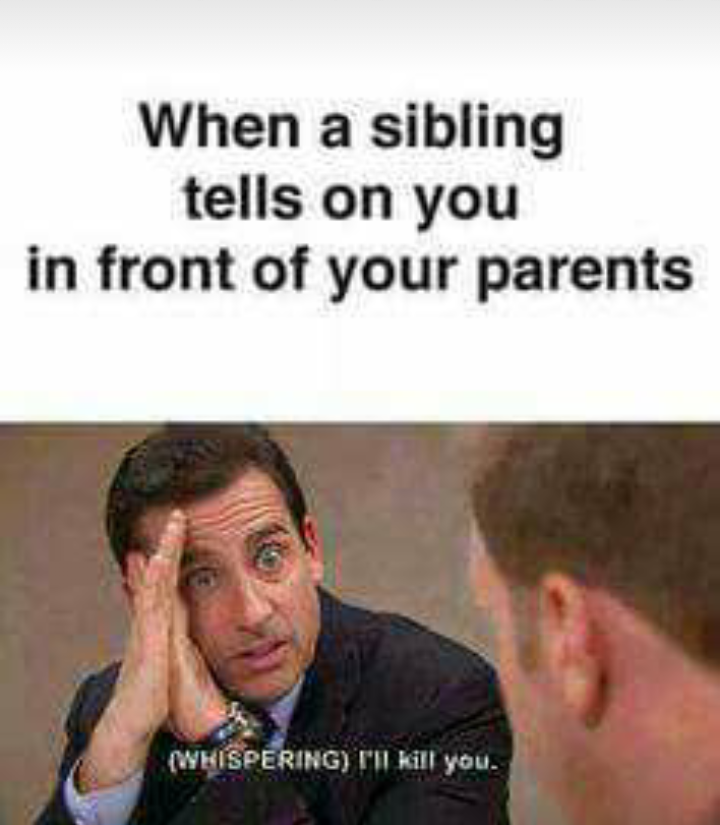 When a sibling
tells on you
in front of your parents
(WHISPERING) I'll kill you.